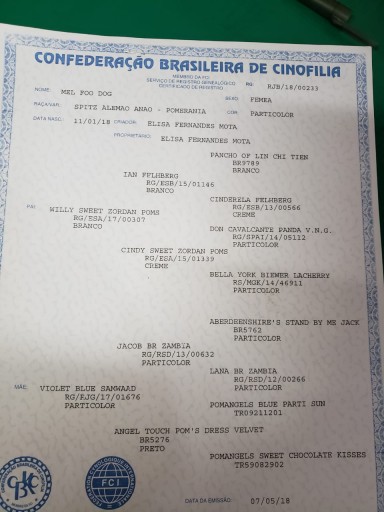 CONFEDERAÇÃO BRASILEIRA DE CINOFILIA
MEMBRO DA FCI
SERVIÇO DE REGISTRO GENEALÓGICO
CERTIFICADO DE REGISTRO
RG: RJB/18/00233
NOME: MEL FOO DOG
SEXO: FEMEA
RAÇA/VAR.: SPITZ ALEMAO ANAO - POMERANIA
COR: PARTICOLOR
DATA NASC.: 11/01/18 CRIADOR: ELISA FERNANDES MOTA
PROPRIETÁRIO: ELISA FERNANDES MOTA
PANCHO OF LIN CHI TIEN
BR9789
BRANCO
IAN FFLHBERG
RG/ESB/15/01145
BRANCO
CINDERELA FELHBERG
RG/ESB/13/00566
CREME
PAI: WILLY SWEET ZORDAN POMS
RG/ESA/17/00307
BRANCO
DON CAVALCANTE PANDA V.N.G.
RG/SPAI/14/05112
PARTICOLOR
CINDY SWEET ZORDAN POMS
RG/ESA/15/01339
CREME
BELLA YORK BIEWER LACHERRY
RS/MGK/14/46911
PARTICOLOR
ABERDEENSHIRE'S STAND BY ME JACK
BR5762
PARTICOLOR
JACOB BR ZAMBIA
RG/RSD/13/00632
PARTICOLOR
LANA BR ZAMBIA
RG/RSD/12/00266
PARTICOLOR
MÃE: VIOLET BLUE SAMWAAD
RG/RJG/17/01676
PARTICOLOR
POMANGELS BLUE PARTI SUN
TR09211201
ANGEL TOUCH POM'S DRESS VELVET
BR5276
PRETO
POMANGELS SWEET CHOCOLATE KISSES
TR59082902
CBKC
FCI
DATA DA EMISSÃO: 07/05/18